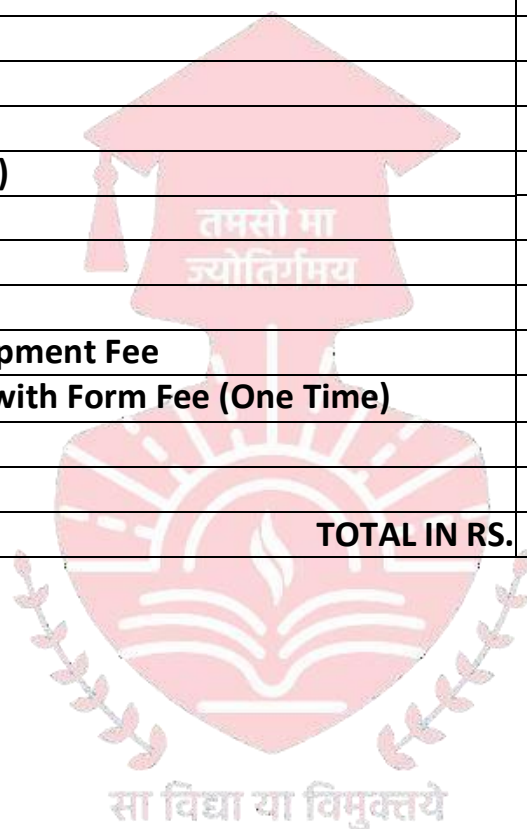 )
तमसो मा
ज्योतिर्गमय
pment Fee
with Form Fee (One Time)
TOTAL IN RS.
सा विद्या या विमुक्तये